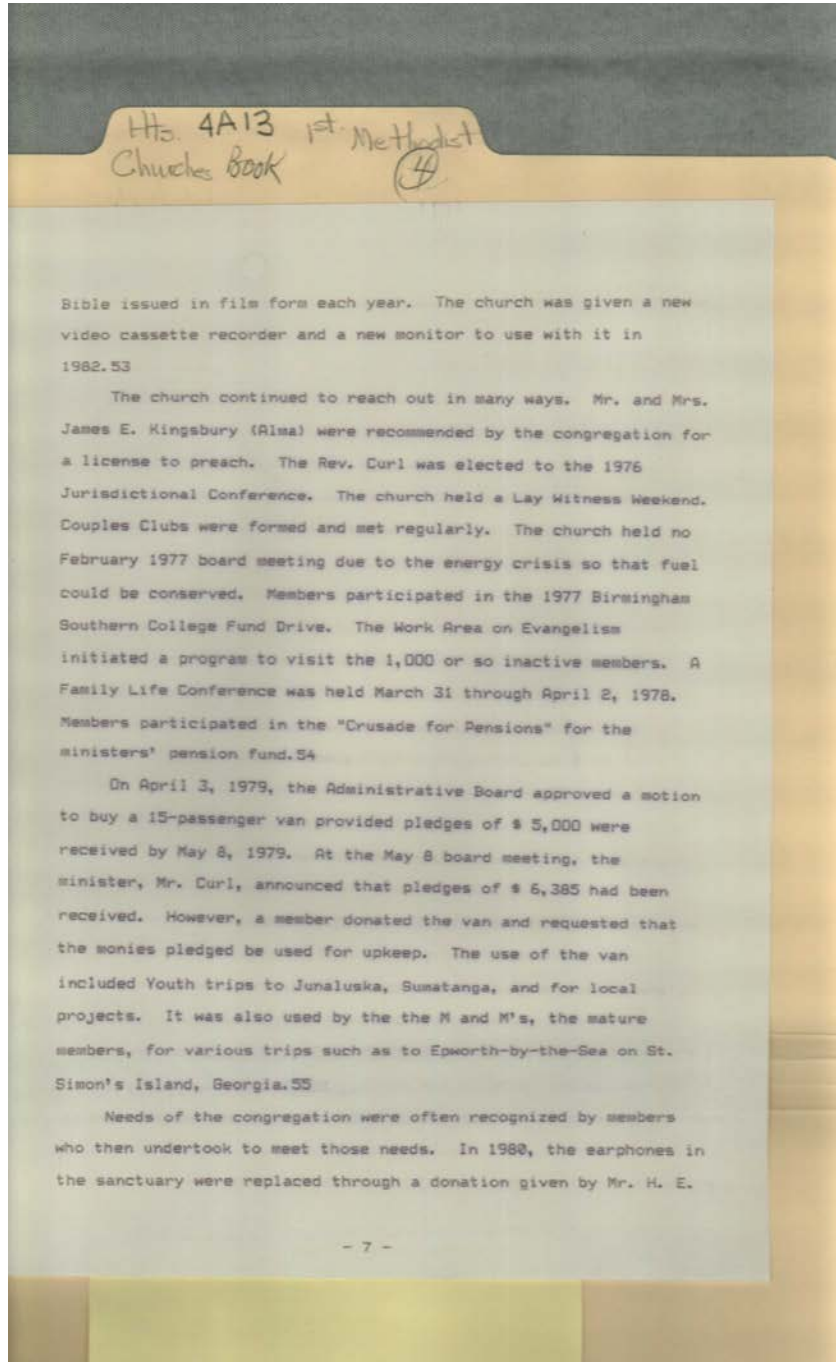 Hts. 4A13 1st. Methodist
Churches Book 4
Bible issued in film form each year. The church was given a new
video cassette recorder and a new monitor to use with it in
1982.53
The church continued to reach out in many ways. Mr. and Mrs.
James E. Kingsbury (Alma) were recommended by the congregation for
a license to preach. The Rev. Curl was elected to the 1976
Jurisdictional Conference. The church held a Lay Witness Weekend.
Couples Clubs were formed and met regularly. The church held no
February 1977 board meeting due to the energy crisis so that fuel
could be conserved. Members participated in the 1977 Birmingham
Southern College Fund Drive. The Work Area on Evangelism
initiated a program to visit the 1,000 or so inactive members. A
Family Life Conference was held March 31 through April 2, 1978.
Members participated in the "Crusade for Pensions" for the
ministers' pension fund.54
On April 3, 1979, the Administrative Board approved a motion
to buy a 15-passenger van provided pledges of $ 5,000 were
received by May 8, 1979. At the May 8 board meeting, the
minister, Mr. Curl, announced that pledges of $ 6,385 had been
received. However, a member donated the van and requested that
the monies pledged be used for upkeep. The use of the van
included Youth trips to Junaluska, Sumatanga, and for local
projects. It was also used by the the M and M's, the mature
members, for various trips such as to Epworth-by-the-Sea on St.
Simon's Island, Georgia.55
Needs of the congregation were often recognized by members
who then undertook to meet those needs. In 1980, the earphones in
the sanctuary were replaced through a donation given by Mr. H. E.
- 7 -